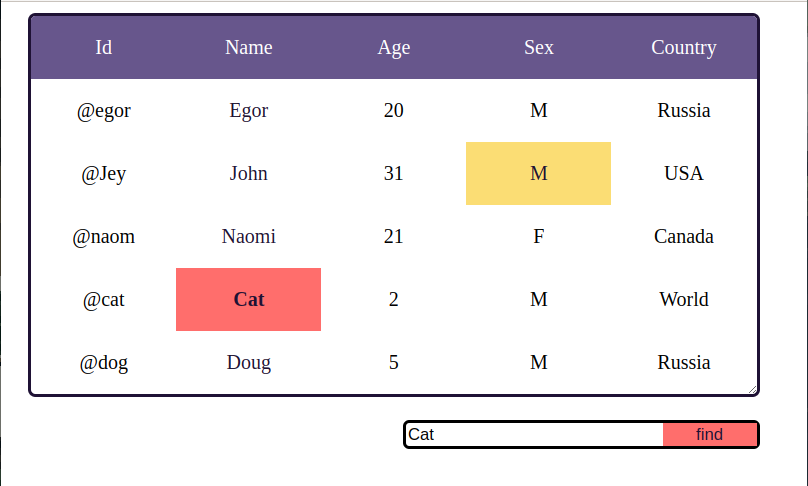 Id Name Age Sex Country
@egor Egor 20 M Russia
@Jey John 31 M USA
@naom Naomi 21 F Canada
@cat Cat 2 M World
@dog Doug 5 M Russia
Cat find